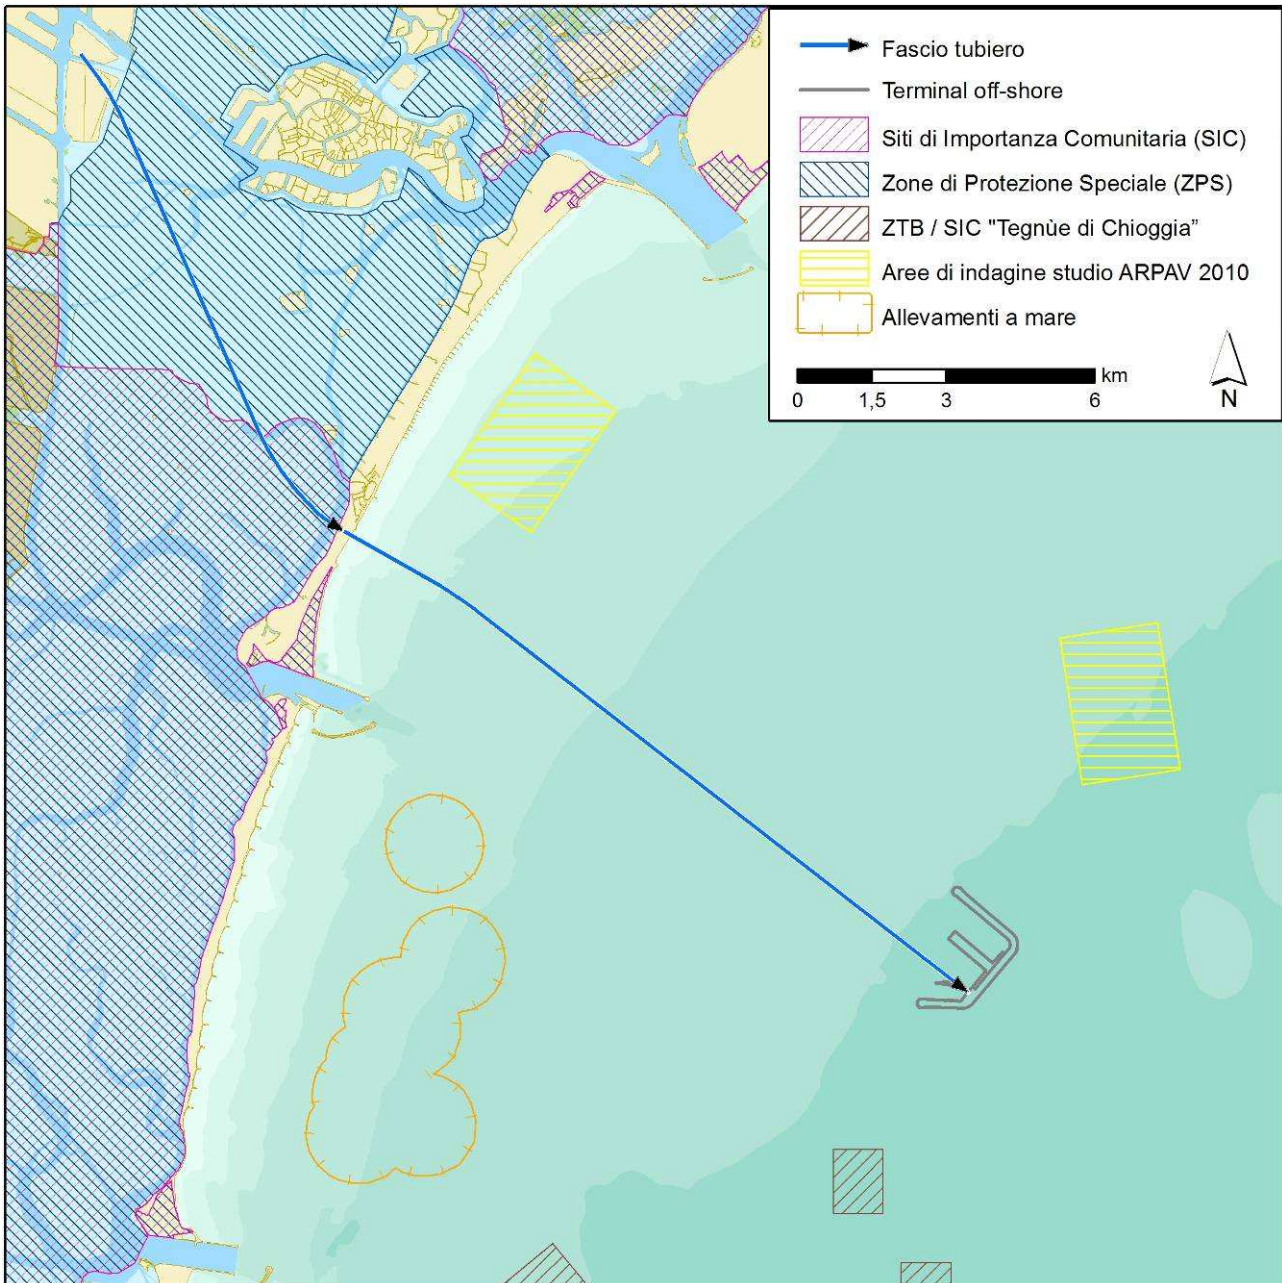 Fascio tubiero
Terminal off-shore
Siti di Importanza Comunitaria (SIC)
Zone di Protezione Speciale (ZPS)
ZTB / SIC "Tegnùe di Chioggia”
Aree di indagine studio ARPAV 2010
Allevamenti a mare
km
0 1,5 3 6
N